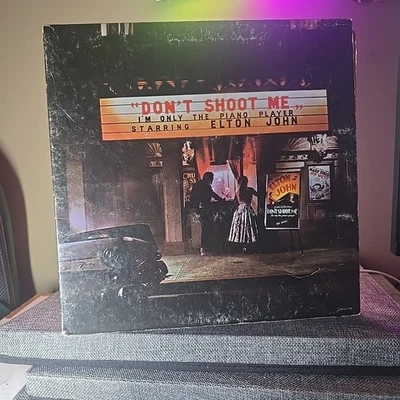 "DON'T SHOOT ME"
I'M ONLY THE PIANO PLAYER
STARRING ELTON JOHN
ELTON
JOHN
DON'T SHOOT ME